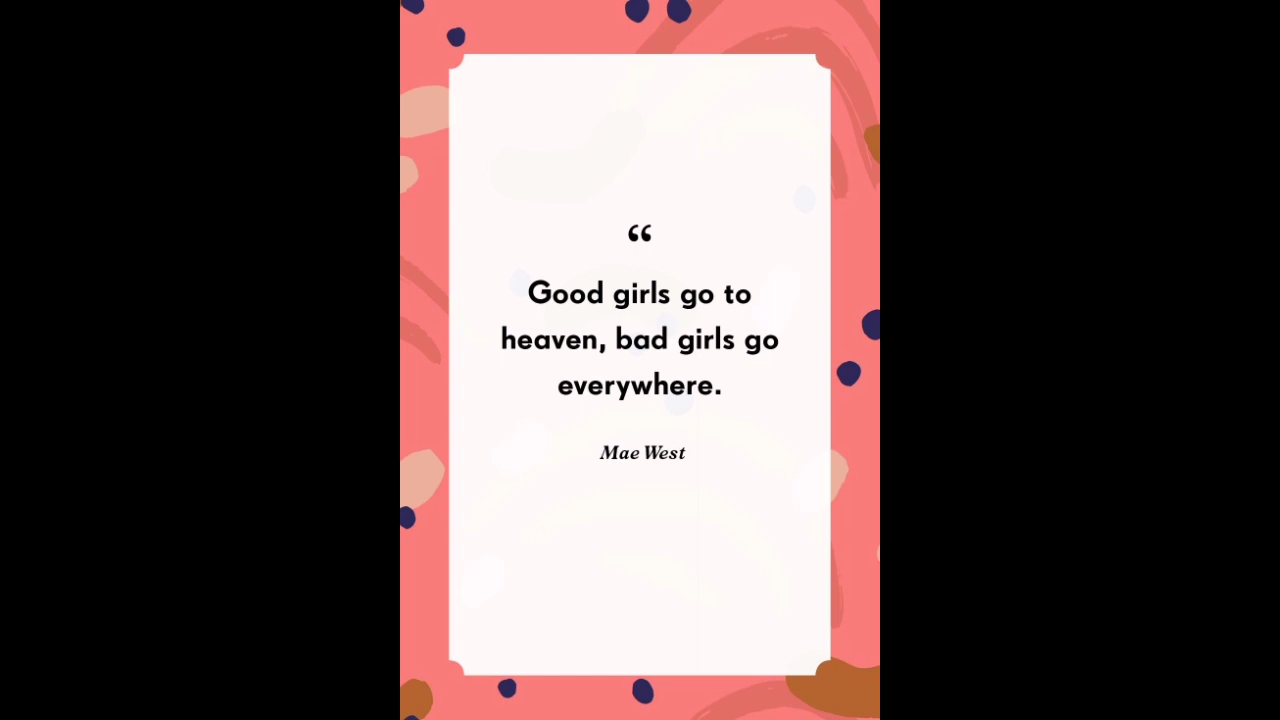 “
Good girls go to
heaven, bad girls go
everywhere.
Mae West